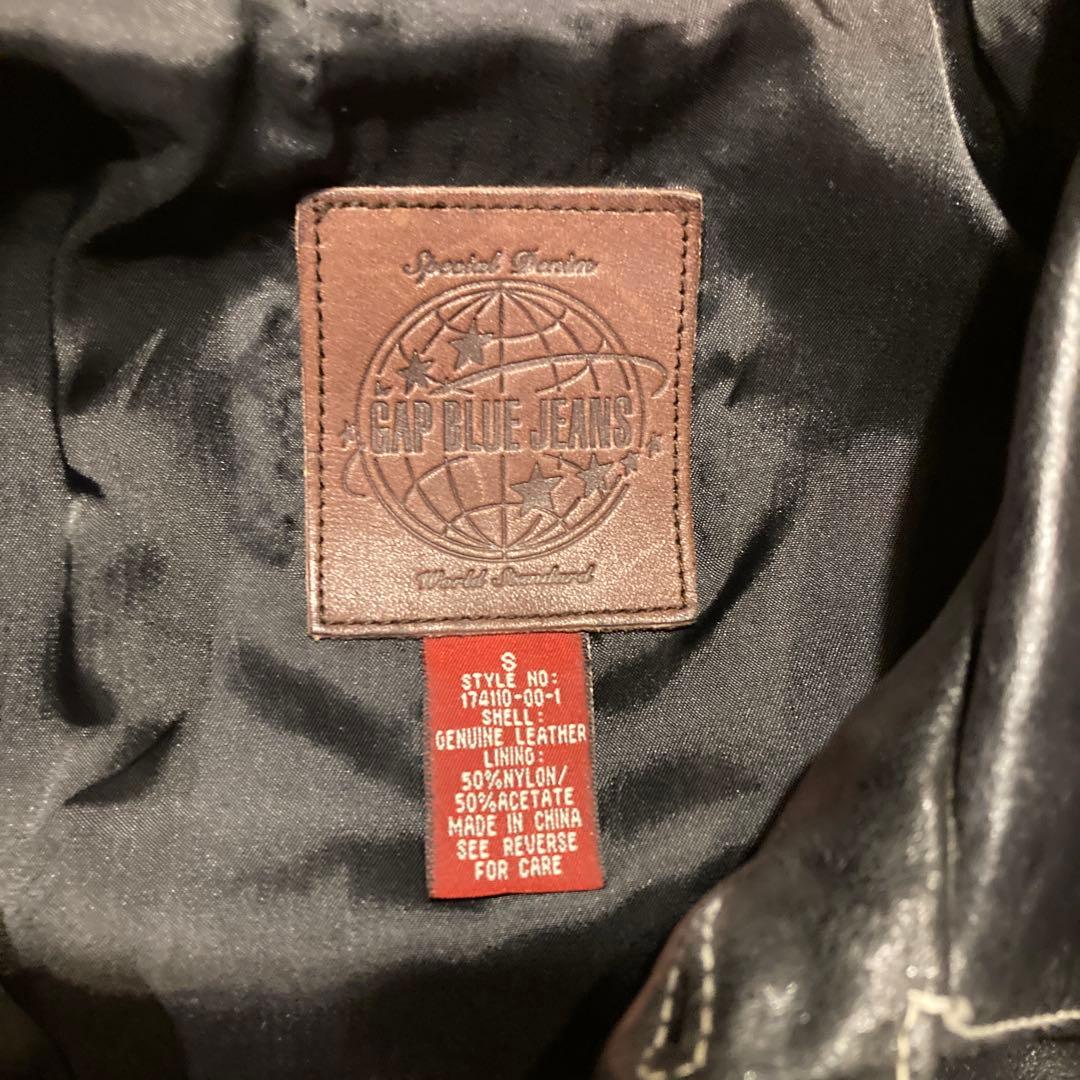 Special Denim
GAP BLUE JEANS
World Standard
S
STYLE NO:
174110-00-1
SHELL:
GENUINE LEATHER
LINING:
50%NYLON/
50%ACETATE
MADE IN CHINA
SEE REVERSE
FOR CARE